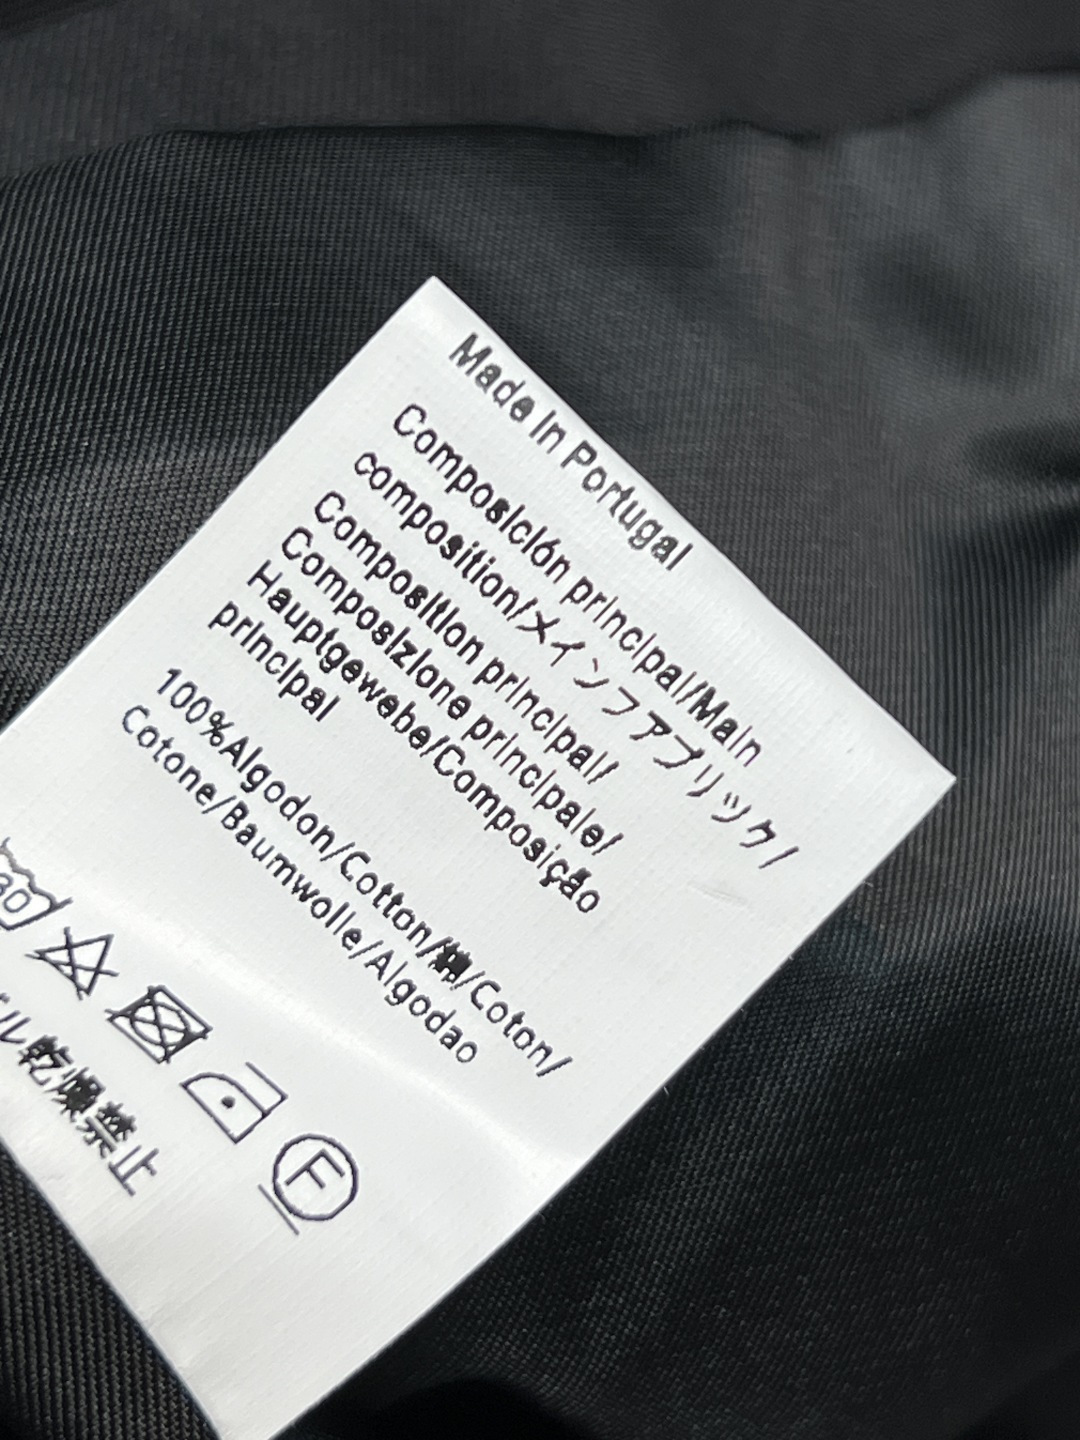 Made in Portugal
Composición principal/Main
composition/メインファブリック/
Composition principal/
Composizione principale/
Hauptgewebe/Composição
principal
100%Algodon/Cotton/綿/Coton/
Cotone/Baumwolle/Algodao
30
ル乾燥禁止
F